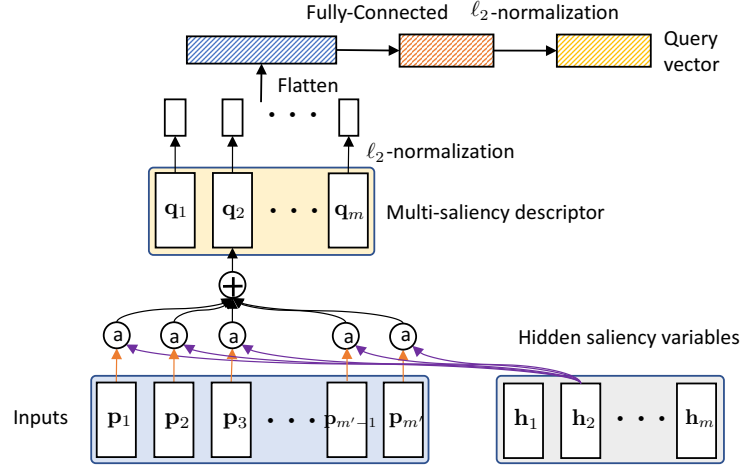 Fully-Connected ℓ₂-normalization
Query
vector
Flatten
· · ·
ℓ₂-normalization
q₁ q₂ · · · qₘ
Multi-saliency descriptor
+
a a a a a
Hidden saliency variables
Inputs
p₁ p₂ p₃ · · · pₘ′₋₁ pₘ′
h₁ h₂ · · · hₘ